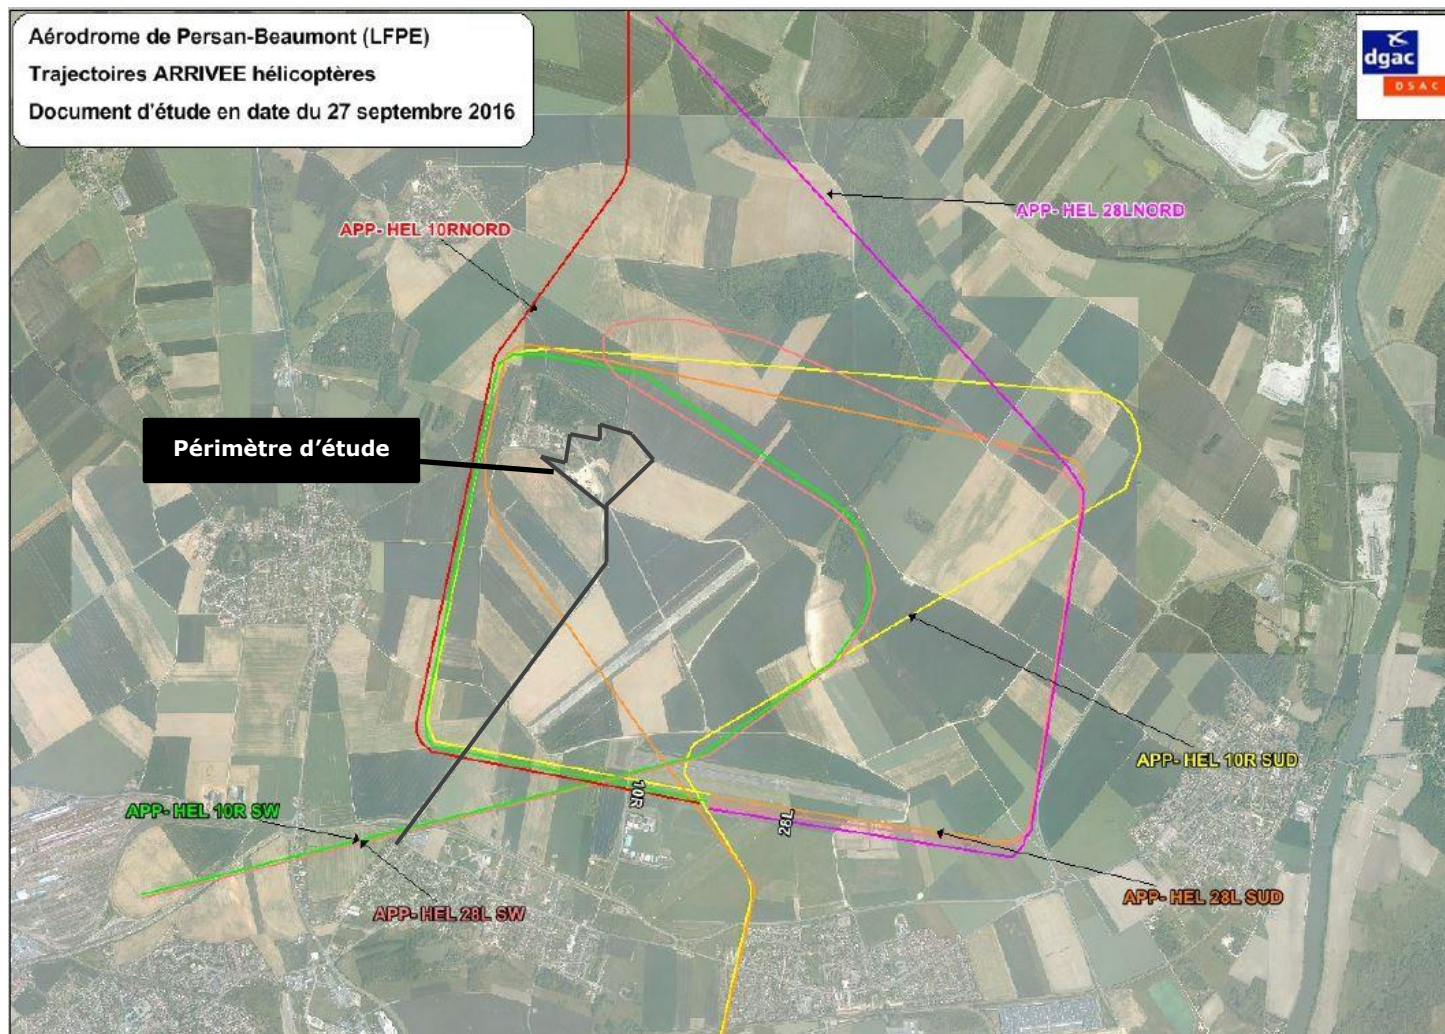 Aérodrome de Persan-Beaumont (LFPE)
Trajectoires ARRIVEE hélicoptères
Document d'étude en date du 27 septembre 2016
dgac
DSAC
APP- HEL 10RNORD
APP- HEL 28LNORD
Périmètre d'étude
APP- HEL 10R SUD
10R
28L
APP- HEL 10R SW
APP- HEL 28L SUD
APP- HEL 28L SW